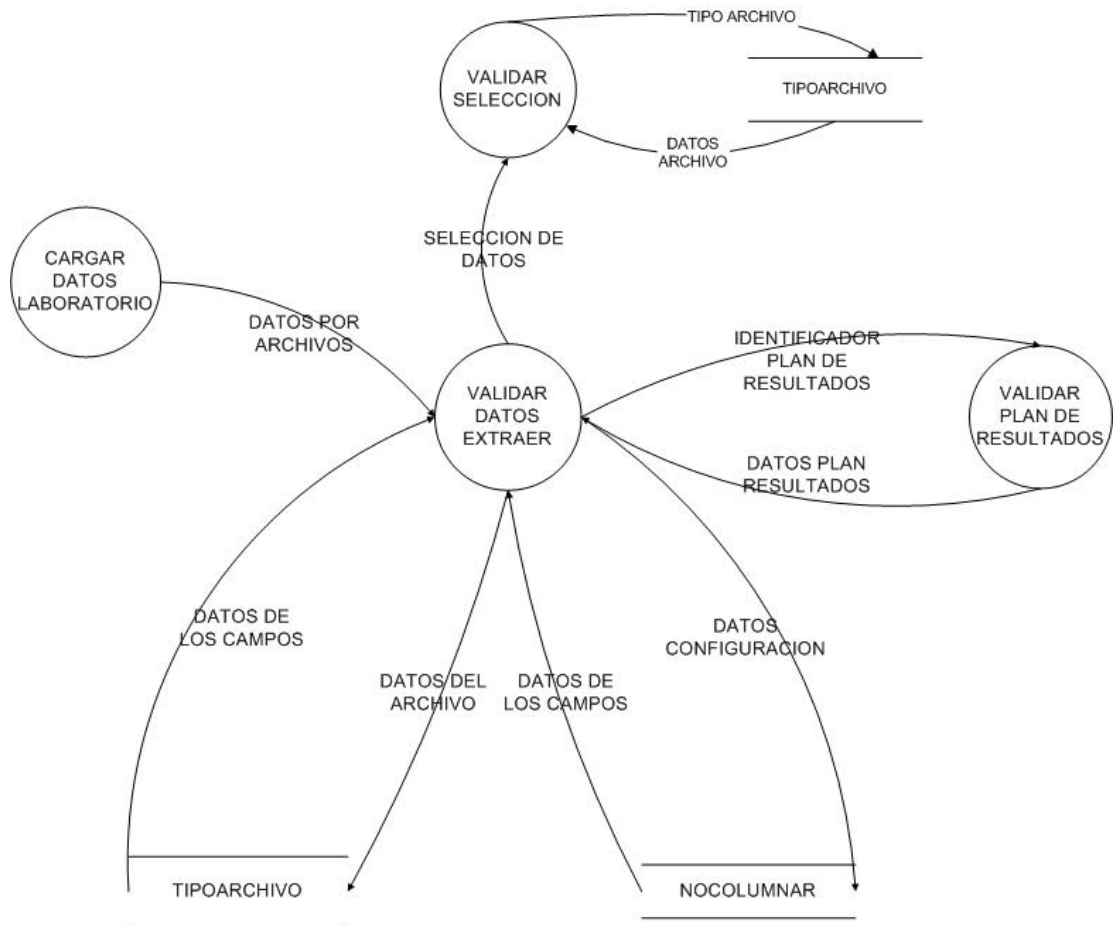 TIPO ARCHIVO
VALIDAR
SELECCION
TIPOARCHIVO
DATOS
ARCHIVO
SELECCION DE
DATOS
CARGAR
DATOS
LABORATORIO
DATOS POR
ARCHIVOS
IDENTIFICADOR
PLAN DE
RESULTADOS
VALIDAR
DATOS
EXTRAER
VALIDAR
PLAN DE
RESULTADOS
DATOS PLAN
RESULTADOS
DATOS DE
LOS CAMPOS
DATOS
CONFIGURACION
DATOS DEL
ARCHIVO
DATOS DE
LOS CAMPOS
TIPOARCHIVO
NOCOLUMNAR